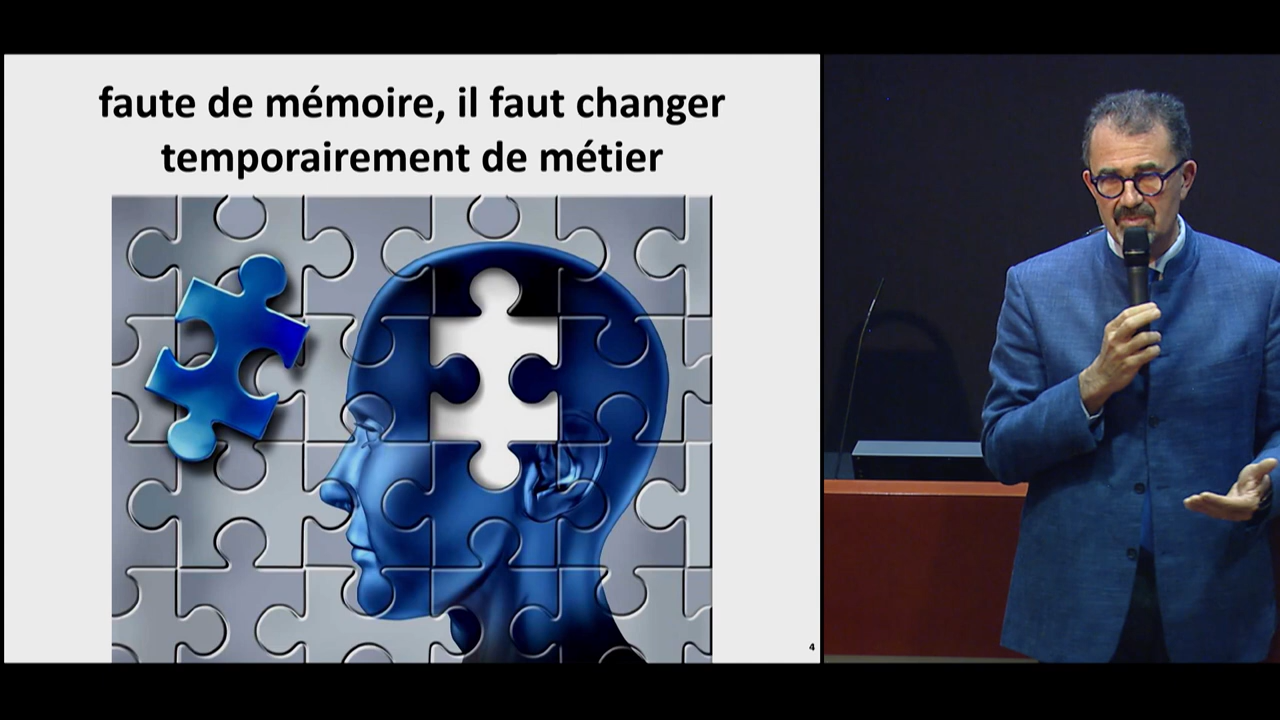 faute de mémoire, il faut changer
temporairement de métier
4